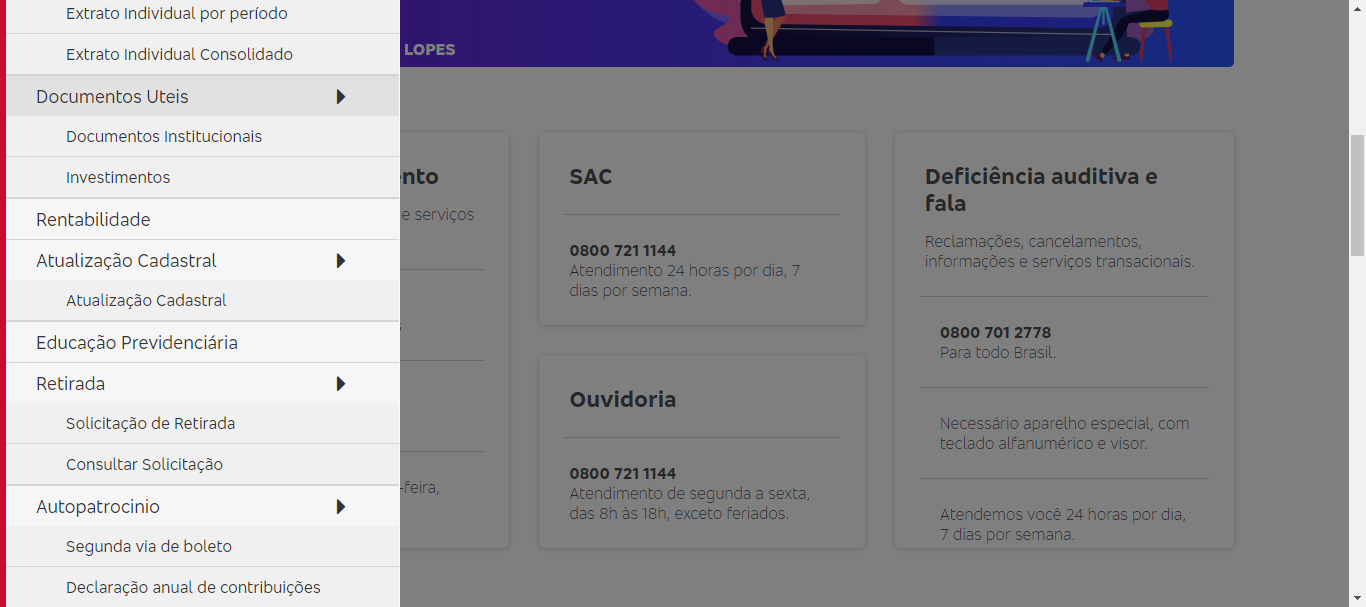 Extrato Individual por período
Extrato Individual Consolidado
Documentos Uteis
Documentos Institucionais
Investimentos
Rentabilidade
Atualização Cadastral
Atualização Cadastral
Educação Previdenciária
Retirada
Solicitação de Retirada
Consultar Solicitação
Autopatrocinio
Segunda via de boleto
Declaração anual de contribuições
LOPES
e serviços
-feira,
SAC
0800 721 1144
Atendimento 24 horas por dia, 7
dias por semana.
Ouvidoria
0800 721 1144
Atendimento de segunda a sexta,
das 8h às 18h, exceto feriados.
Deficiência auditiva e
fala
Reclamações, cancelamentos,
informações e serviços transacionais.
0800 701 2778
Para todo Brasil.
Necessário aparelho especial, com
teclado alfanumérico e visor.
Atendemos você 24 horas por dia,
7 dias por semana.